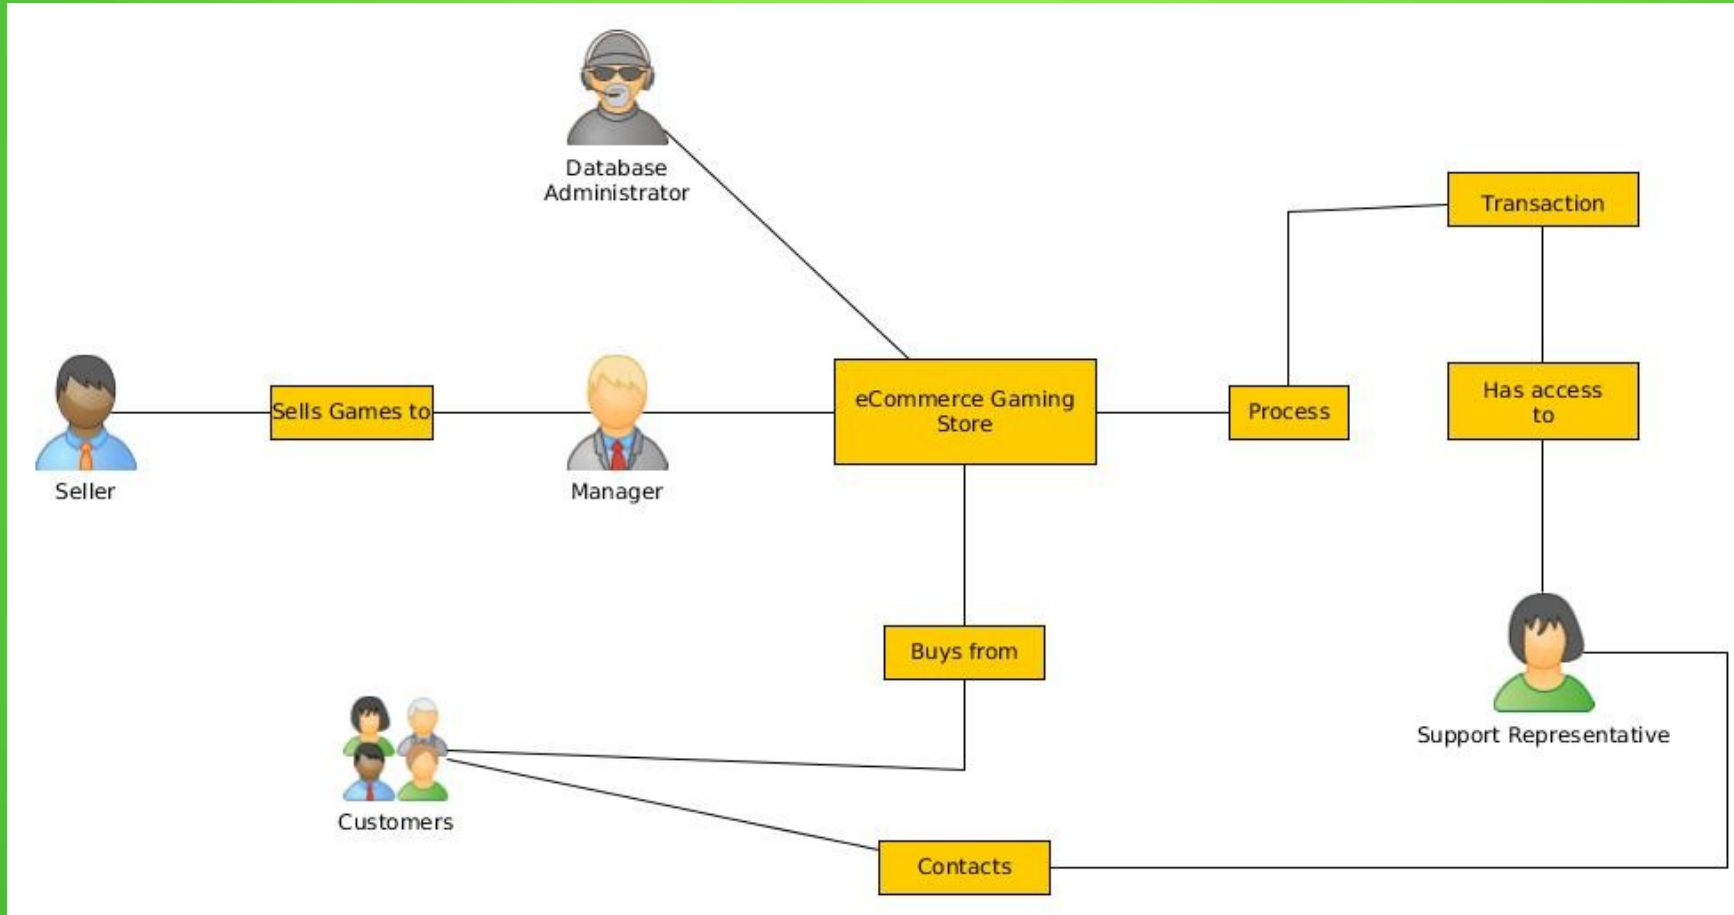 Database
Administrator
Transaction
Seller
Sells Games to
Manager
eCommerce Gaming
Store
Process
Has access
to
Buys from
Support Representative
Customers
Contacts